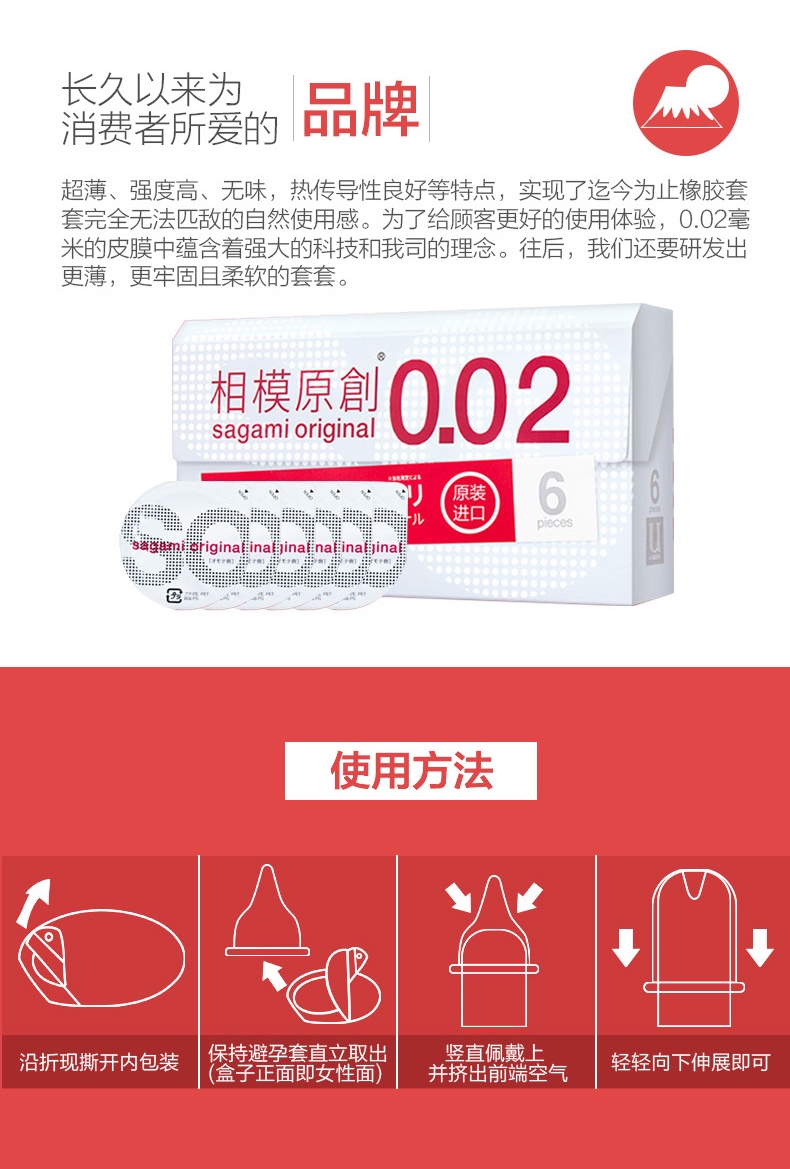 长久以来为
消费者所爱的
品牌
超薄、强度高、无味，热传导性良好等特点，实现了迄今为止橡胶套
套完全无法匹敌的自然使用感。为了给顾客更好的使用体验，0.02毫
米的皮膜中蕴含着强大的科技和我司的理念。往后，我们还要研发出
更薄，更牢固且柔软的套套。
相模原創® 0.02
sagami original
原装
进口
6
pieces
6
sagami original inal jinal nal inal jinal
使用方法
沿折现撕开内包装
保持避孕套直立取出
(盒子正面即女性面)
竖直佩戴上
并挤出前端空气
轻轻向下伸展即可